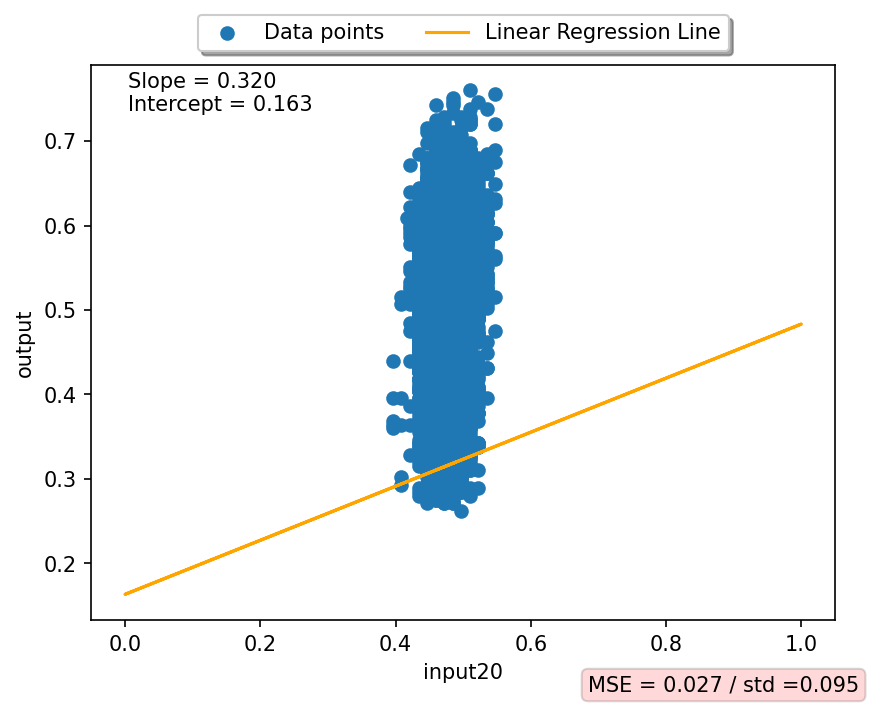 Data points
Linear Regression Line
Slope = 0.320
Intercept = 0.163
0.7
0.6
0.5
0.4
0.3
0.2
output
0.0 0.2 0.4 0.6 0.8 1.0
input20
MSE = 0.027 / std =0.095